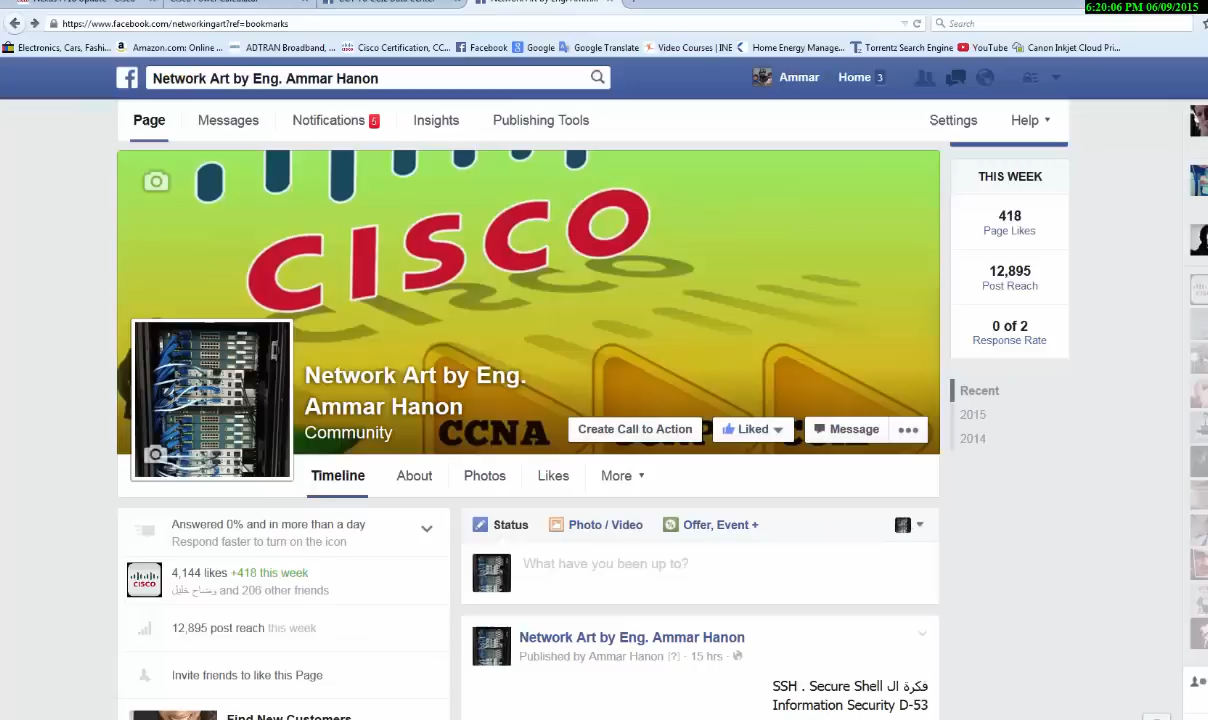 6:20:06 PM 06/09/2015
https://www.facebook.com/networkingart?ref=bookmarks
Search
Electronics, Cars, Fashi...
Amazon.com: Online ...
ADTRAN Broadband, ...
Cisco Certification, CC...
Facebook
Google
Google Translate
Video Courses | INE
Home Energy Manage...
Torrentz Search Engine
YouTube
Canon Inkjet Cloud Pri...
Network Art by Eng. Ammar Hanon
Ammar
Home 3
Page
Messages
Notifications 5
Insights
Publishing Tools
Settings
Help
CISCO
CCNA
Network Art by Eng.
Ammar Hanon
Community
Create Call to Action
Liked
Message
THIS WEEK
418
Page Likes
12,895
Post Reach
0 of 2
Response Rate
Recent
2015
2014
Timeline
About
Photos
Likes
More
Answered 0% and in more than a day
Respond faster to turn on the icon
CISCO
4,144 likes +418 this week
وضاح خليل and 206 other friends
12,895 post reach this week
Invite friends to like this Page
Find New Customers
Status
Photo / Video
Offer, Event +
What have you been up to?
Network Art by Eng. Ammar Hanon
Published by Ammar Hanon [?] · 15 hrs ·
فكرة ال SSH . Secure Shell
Information Security D-53